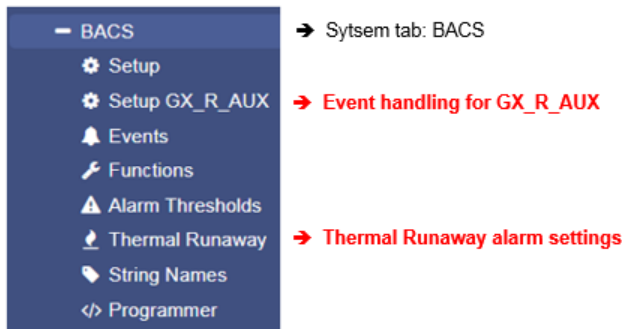 BACS → Sytsem tab: BACS
Setup
Setup GX_R_AUX → Event handling for GX_R_AUX
Events
Functions
Alarm Thresholds
Thermal Runaway → Thermal Runaway alarm settings
String Names
</> Programmer